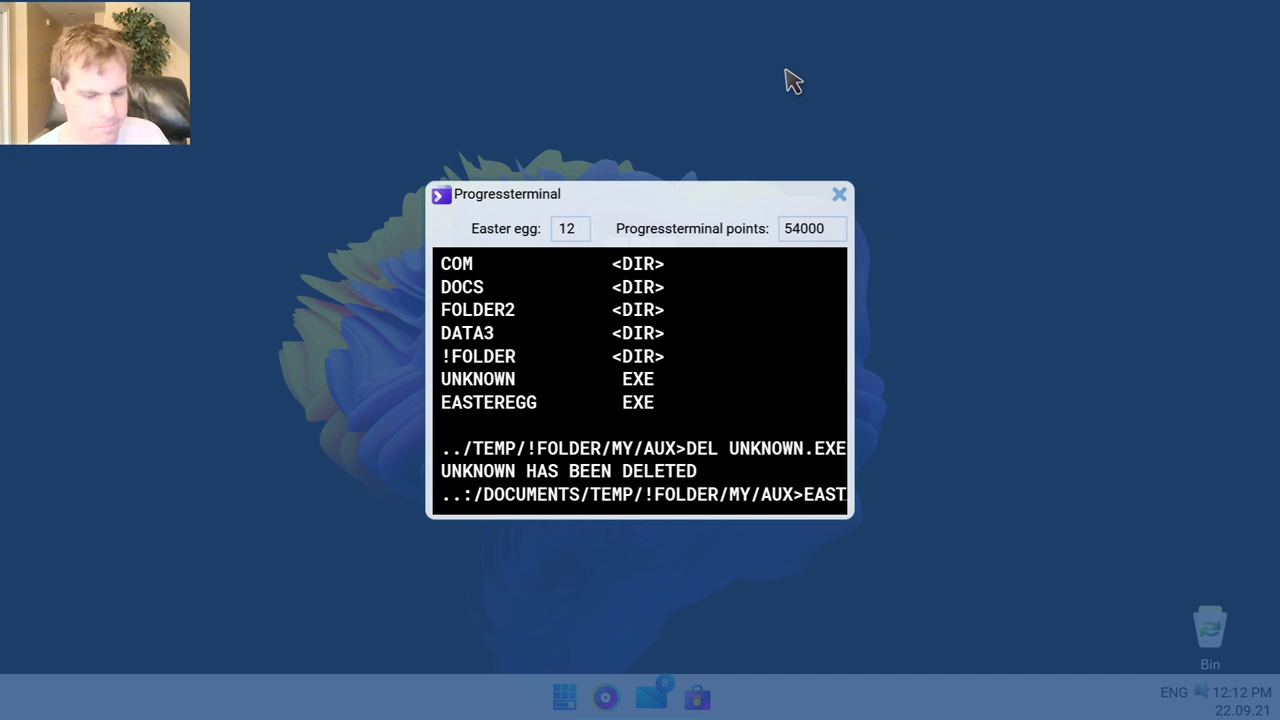 Progressterminal
Easter egg: 12 Progressterminal points: 54000
COM <DIR>
DOCS <DIR>
FOLDER2 <DIR>
DATA3 <DIR>
!FOLDER <DIR>
UNKNOWN EXE
EASTEREGG EXE
../TEMP/!FOLDER/MY/AUX>DEL UNKNOWN.EXE
UNKNOWN HAS BEEN DELETED
..:/DOCUMENTS/TEMP/!FOLDER/MY/AUX>EAST
Bin
8
ENG 12:12 PM
22.09.21